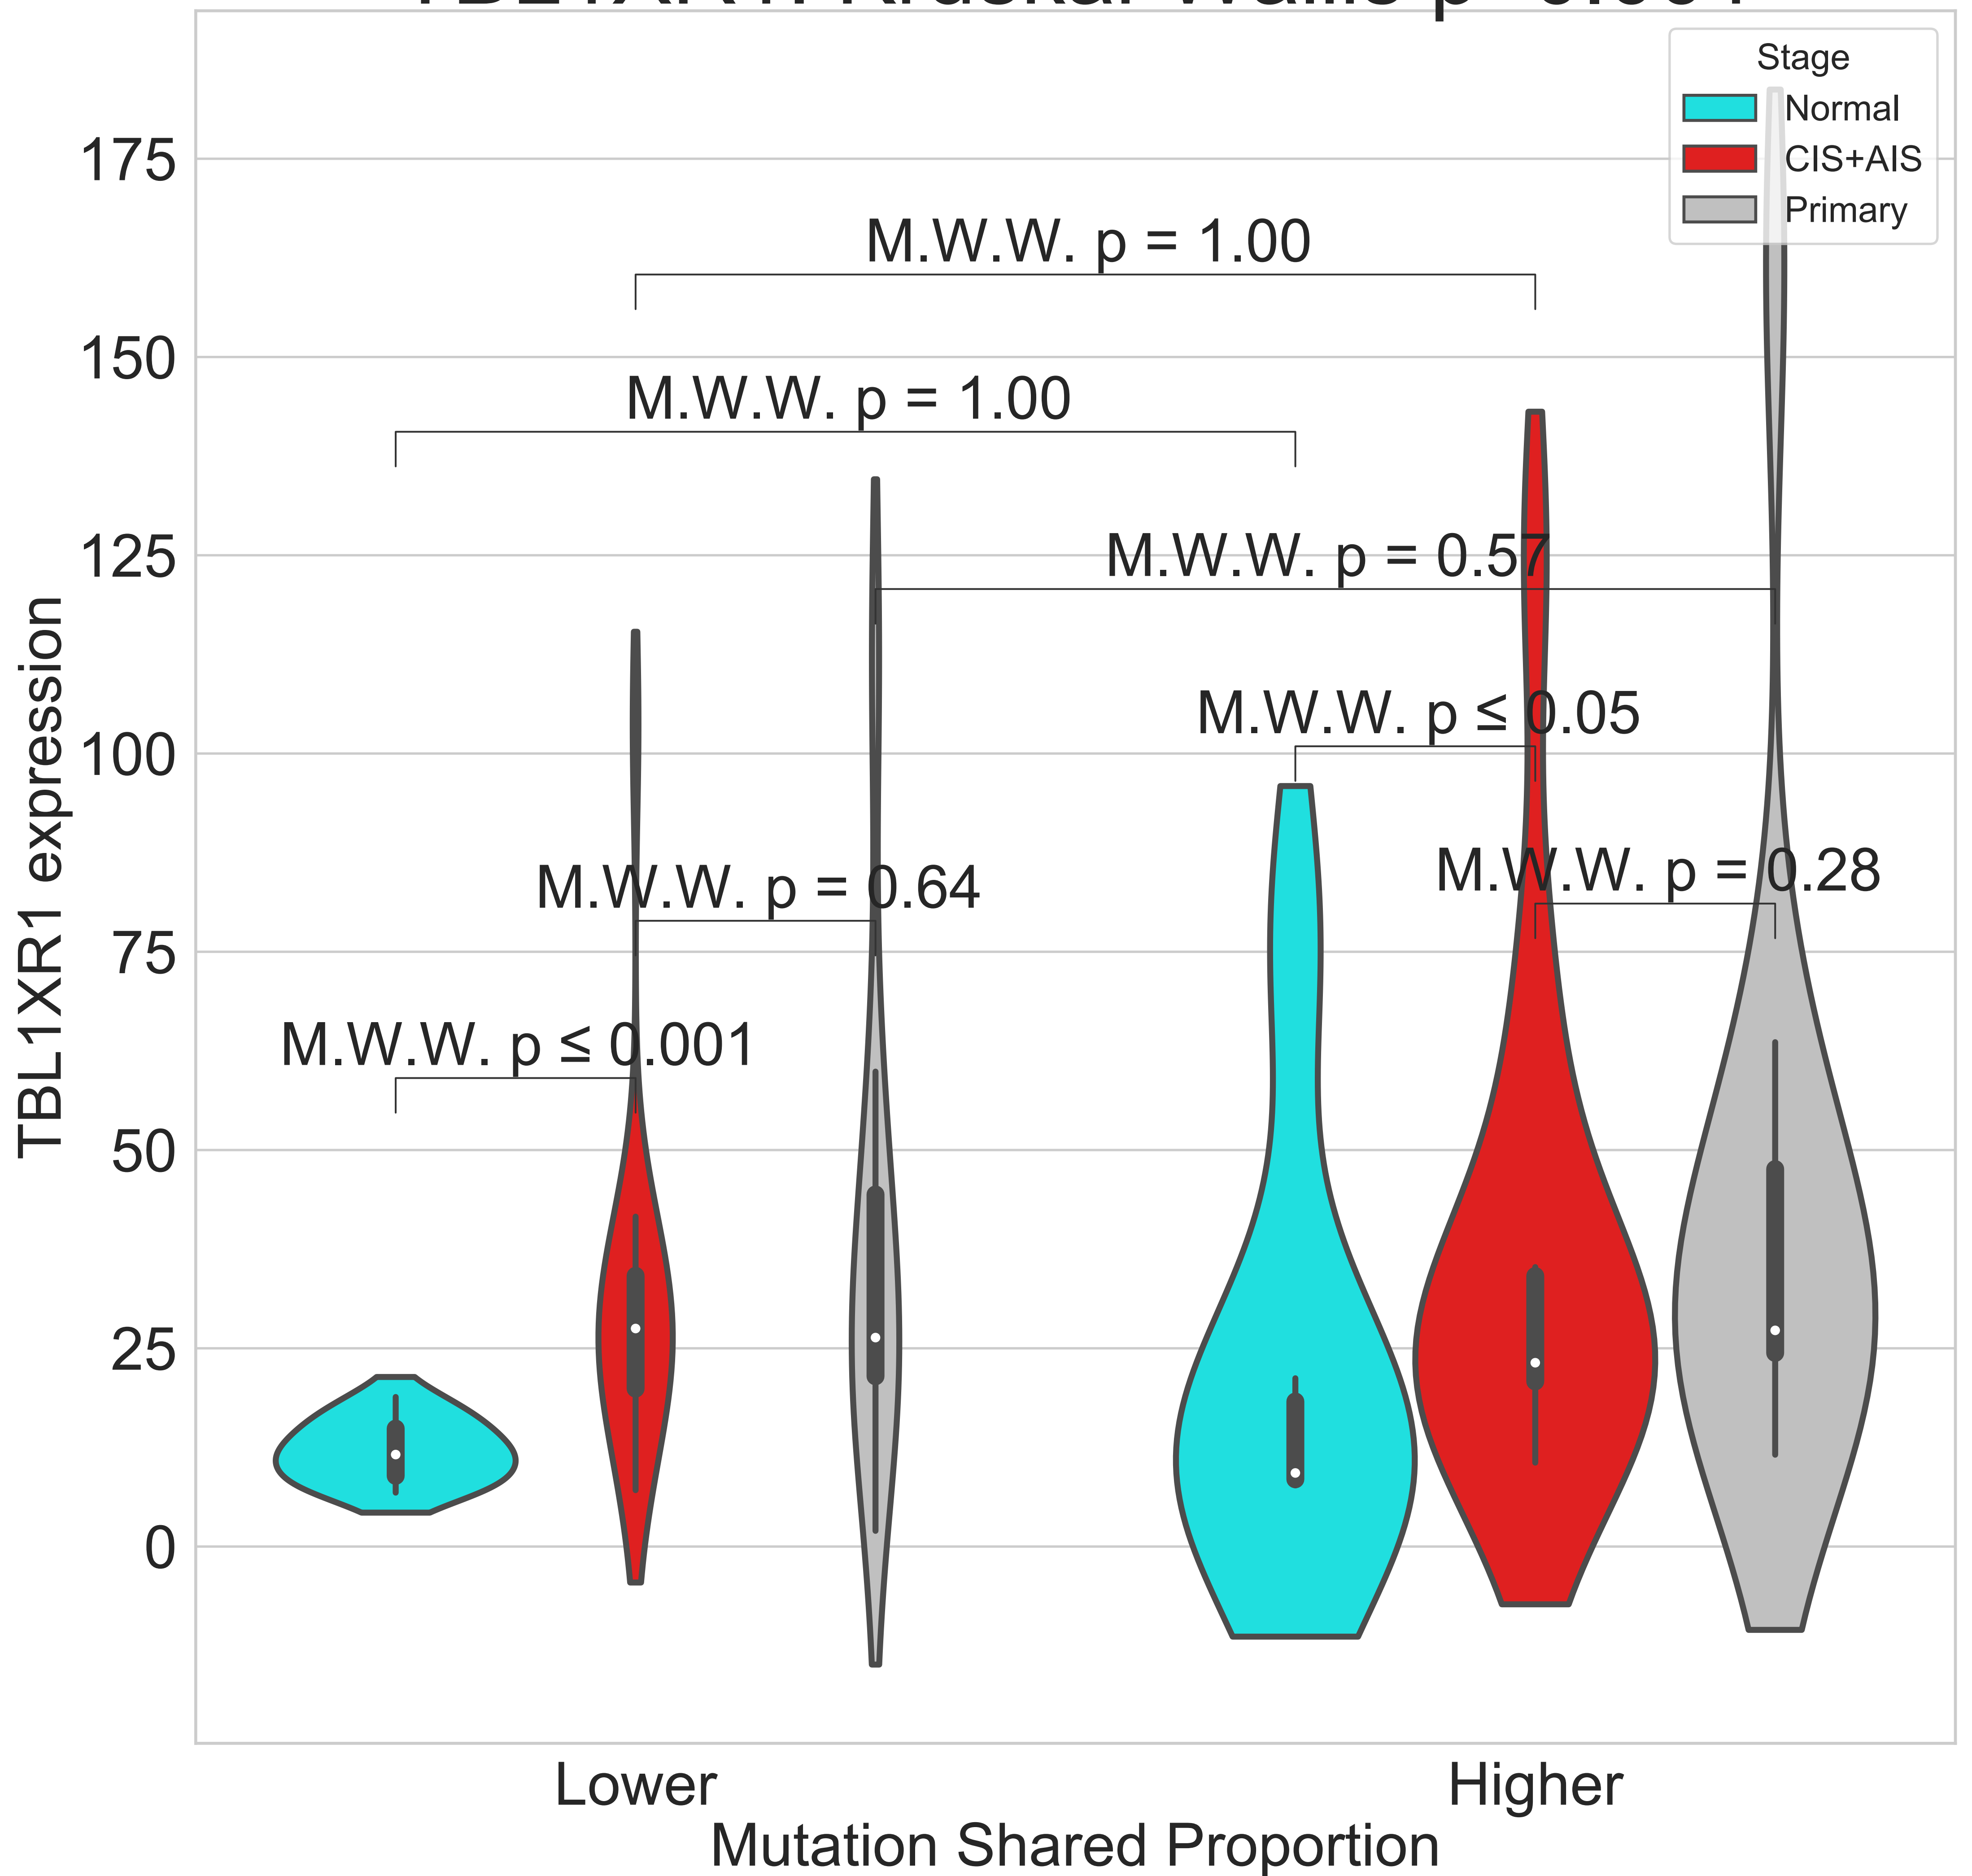 Stage
Normal
CIS+AIS
Primary
175
150
125
100
75
50
25
0
TBL1XR1 expression
M.W.W. p = 1.00
M.W.W. p = 1.00
M.W.W. p = 0.57
M.W.W. p ≤ 0.05
M.W.W. p = 0.64
M.W.W. p = 0.28
M.W.W. p ≤ 0.001
Lower
Higher
Mutation Shared Proportion